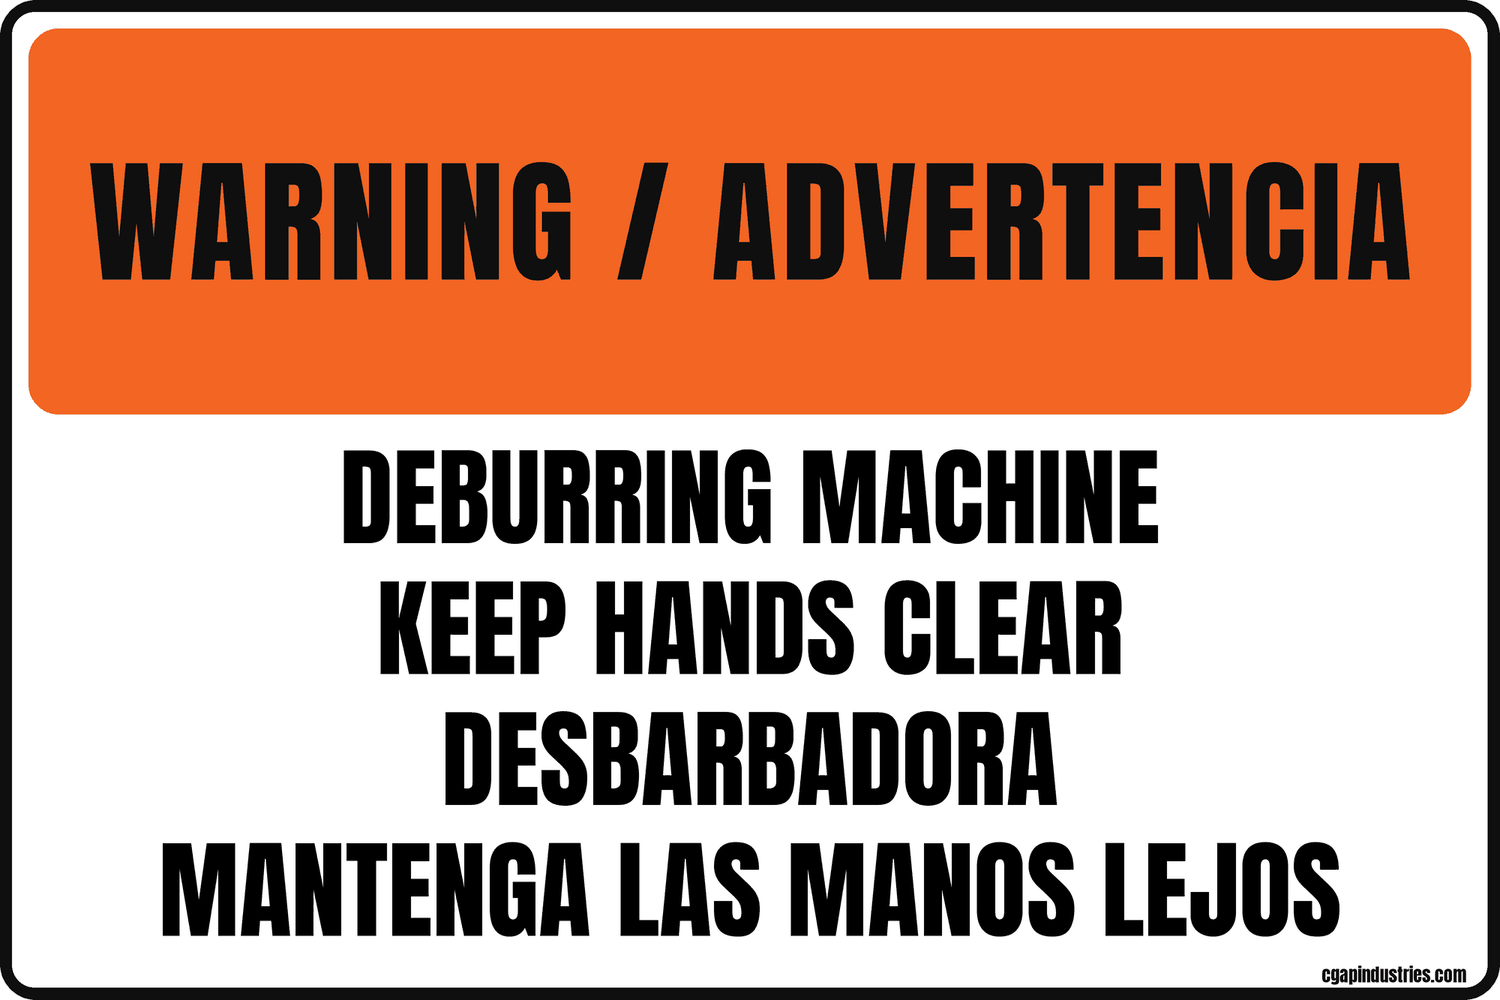 WARNING / ADVERTENCIA
DEBURRING MACHINE
KEEP HANDS CLEAR
DESBARBADORA
MANTENGA LAS MANOS LEJOS
cgapindustries.com